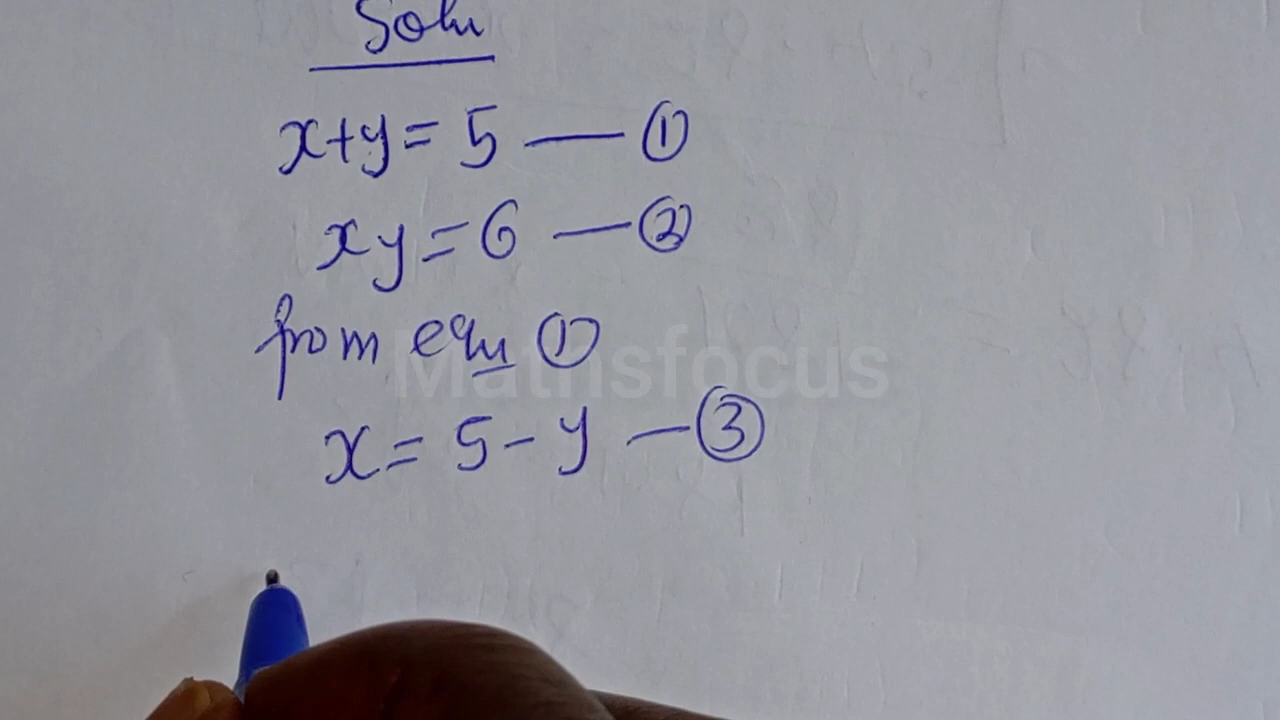 Soln
x+y= 5 — ①
xy=6 — ②
from eqn ①
Mathsfocus
x= 5-y — ③